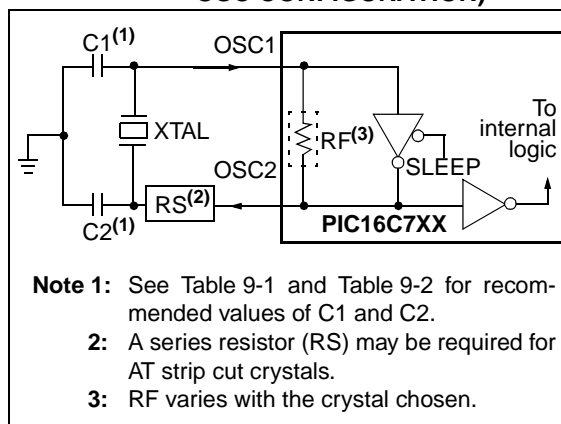 OSC1
C1(1)
XTAL
RF(3)
OSC2
SLEEP
To
internal
logic
RS(2)
C2(1)
PIC16C7XX
Note 1: See Table 9-1 and Table 9-2 for recom-
mended values of C1 and C2.
2: A series resistor (RS) may be required for
AT strip cut crystals.
3: RF varies with the crystal chosen.